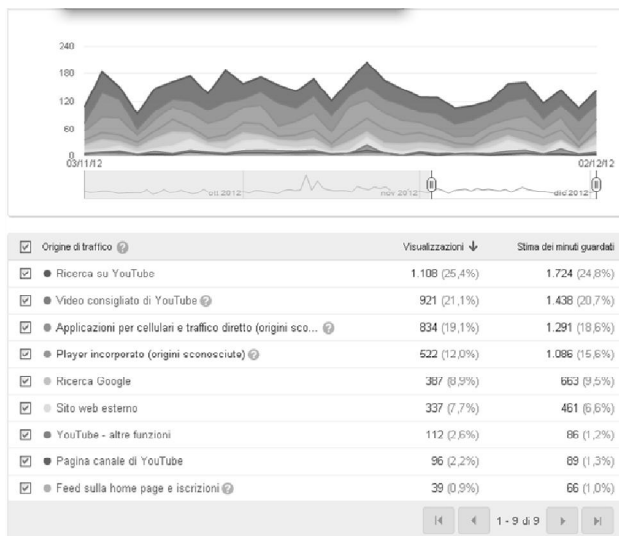 240
180
120
60
0
03/11/12 02/12/12
ott 2012 nov 2012 dic 2012
Origine di traffico ? Visualizzazioni Stima dei minuti guardati
Ricerca su YouTube 1.108 (25,4%) 1.724 (24,8%)
Video consigliato di YouTube ? 921 (21,1%) 1.438 (20,7%)
Applicazioni per cellulari e traffico diretto (origini sco... ? 834 (19,1%) 1.291 (18,6%)
Player incorporato (origini sconosciute) ? 522 (12,0%) 1.086 (15,6%)
Ricerca Google 387 (8,9%) 663 (9,5%)
Sito web esterno 337 (7,7%) 461 (6,6%)
YouTube - altre funzioni 112 (2,6%) 86 (1,2%)
Pagina canale di YouTube 96 (2,2%) 89 (1,3%)
Feed sulla home page e iscrizioni ? 39 (0,9%) 66 (1,0%)
1 - 9 di 9